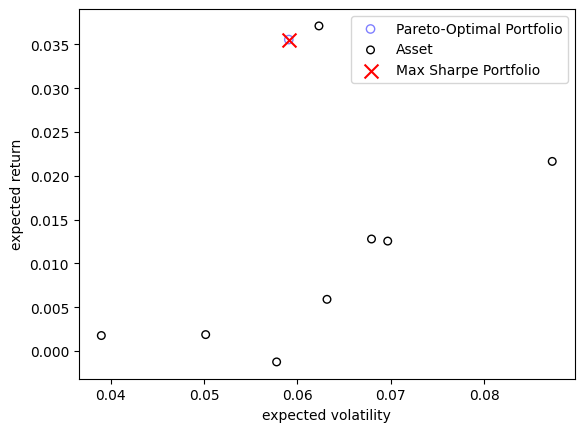 Pareto-Optimal Portfolio
Asset
Max Sharpe Portfolio
expected return
0.035
0.030
0.025
0.020
0.015
0.010
0.005
0.000
0.04 0.05 0.06 0.07 0.08
expected volatility